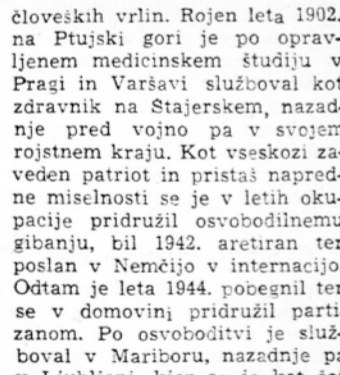 človeških vrlin. Rojen leta 1902.
na Ptujski gori je po oprav-
ljenem medicinskem študiju v
Pragi in Varšavi služboval kot
zdravnik na Štajerskem, nazad-
nje pred vojno pa v svojem
rojstnem kraju. Kot vseskozi za-
veden patriot in pristaš napred-
ne miselnosti se je v letih oku-
pacije pridružil osvobodilnemu
gibanju, bil 1942. aretiran ter
poslan v Nemčijo v internacijo.
Odtam je leta 1944. pobegnil ter
se v domovini pridružil parti-
zanom. Po osvoboditvi je služ-
boval v Mariboru, nazadnje pa